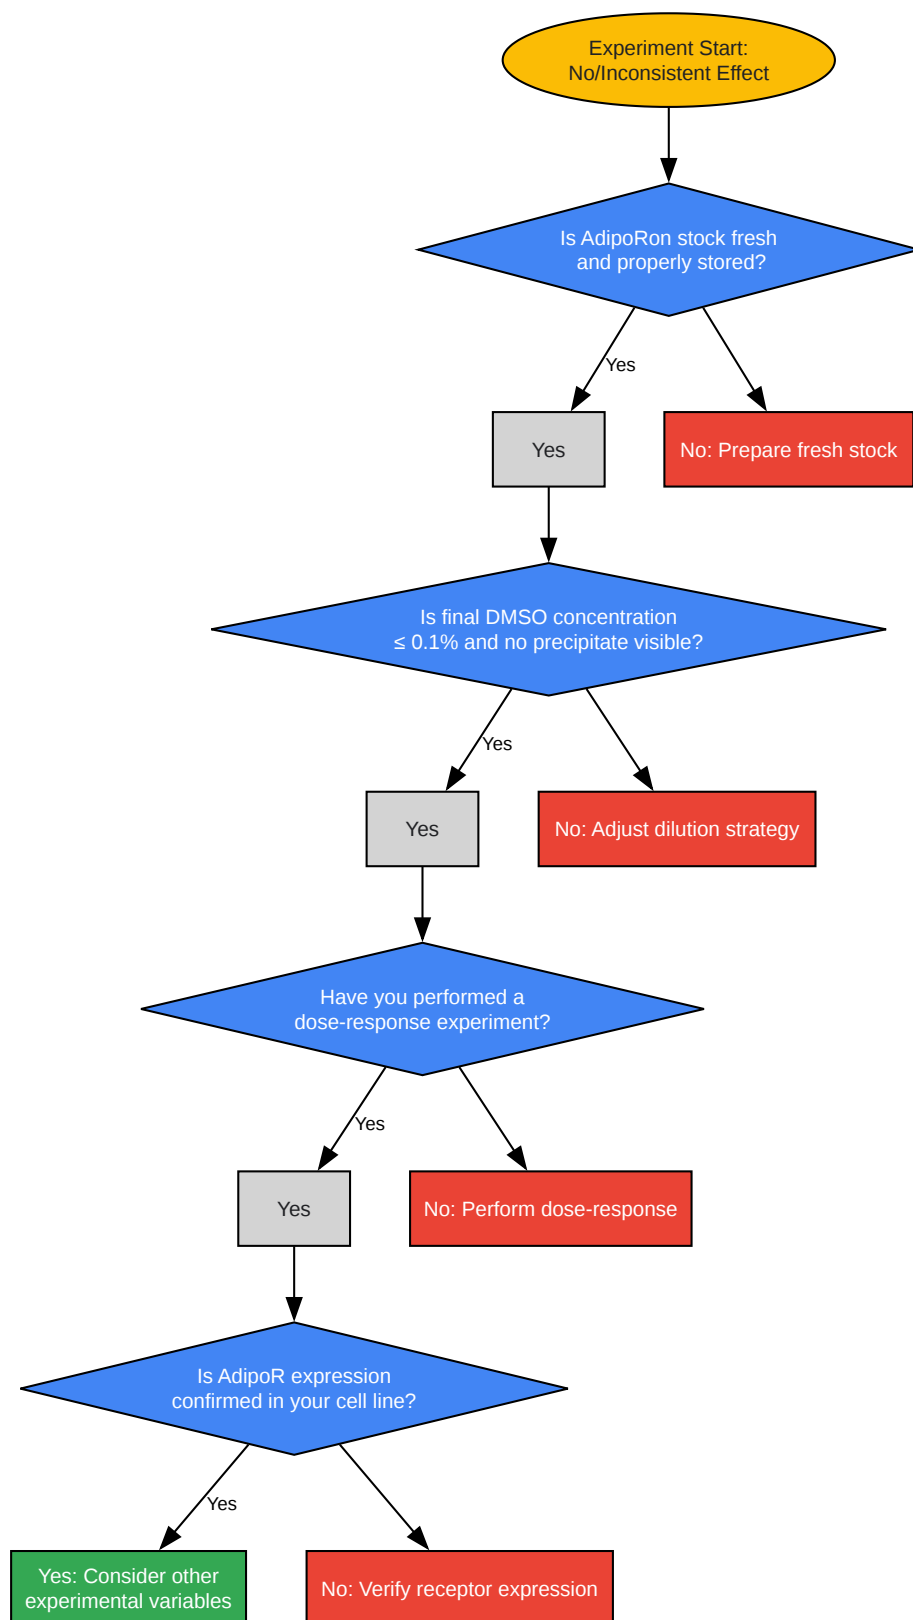 Experiment Start:
No/Inconsistent Effect
Is AdipoRon stock fresh
and properly stored?
Yes
Yes
No: Prepare fresh stock
Is final DMSO concentration
≤ 0.1% and no precipitate visible?
Yes
Yes
No: Adjust dilution strategy
Have you performed a
dose-response experiment?
Yes
Yes
No: Perform dose-response
Is AdipoR expression
confirmed in your cell line?
Yes
Yes: Consider other
experimental variables
No: Verify receptor expression